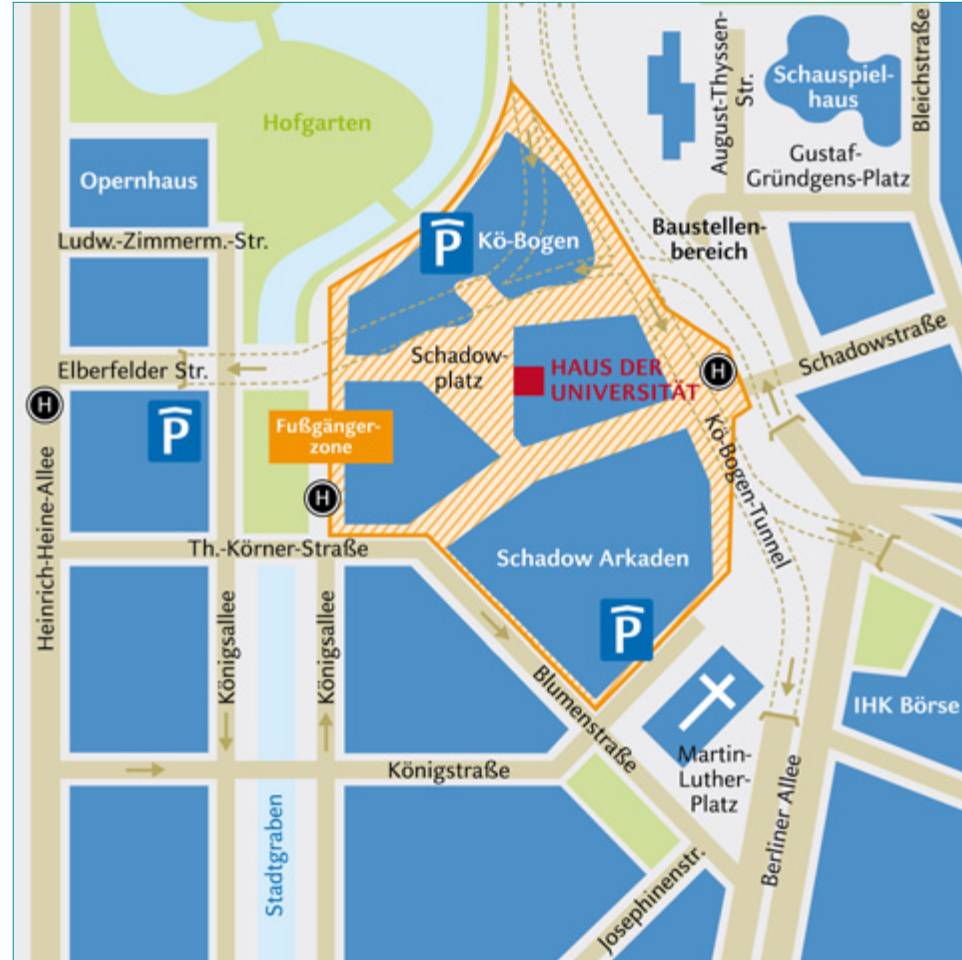 August-Thyssen-
Str.
Schauspiel-
haus
Bleichstraße
Hofgarten
Gustaf-
Gründgens-Platz
Opernhaus
P
Kö-Bogen
Baustellen-
bereich
Ludw.-Zimmerm.-Str.
Schadowstraße
Elberfelder Str.
Schadow-
platz
HAUS DER
UNIVERSITÄT
H
H
P
Fußgänger-
zone
Kö-Bogen-Tunnel
H
Heinrich-Heine-Allee
Th.-Körner-Straße
Schadow Arkaden
P
Königsallee
Königsallee
Blumenstraße
IHK Börse
Martin-
Luther-
Platz
Königstraße
Stadtgraben
Berliner Allee
Josephinenstr.